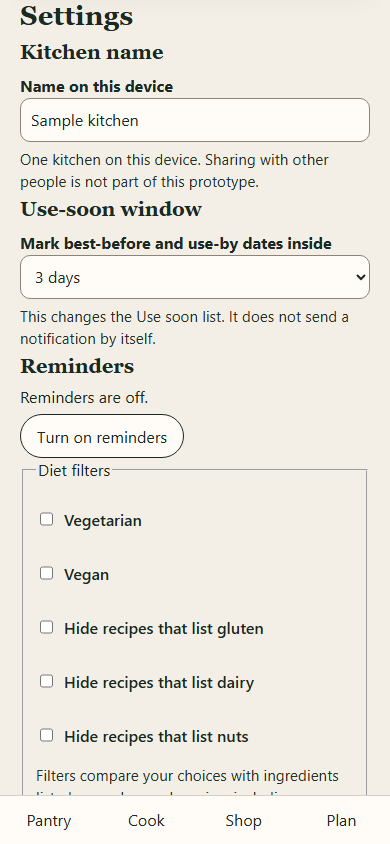 Settings
Kitchen name
Name on this device
Sample kitchen
One kitchen on this device. Sharing with other
people is not part of this prototype.
Use-soon window
Mark best-before and use-by dates inside
3 days
This changes the Use soon list. It does not send a
notification by itself.
Reminders
Reminders are off.
Turn on reminders
Diet filters
Vegetarian
Vegan
Hide recipes that list gluten
Hide recipes that list dairy
Hide recipes that list nuts
Filters compare your choices with ingredients
Pantry
Cook
Shop
Plan